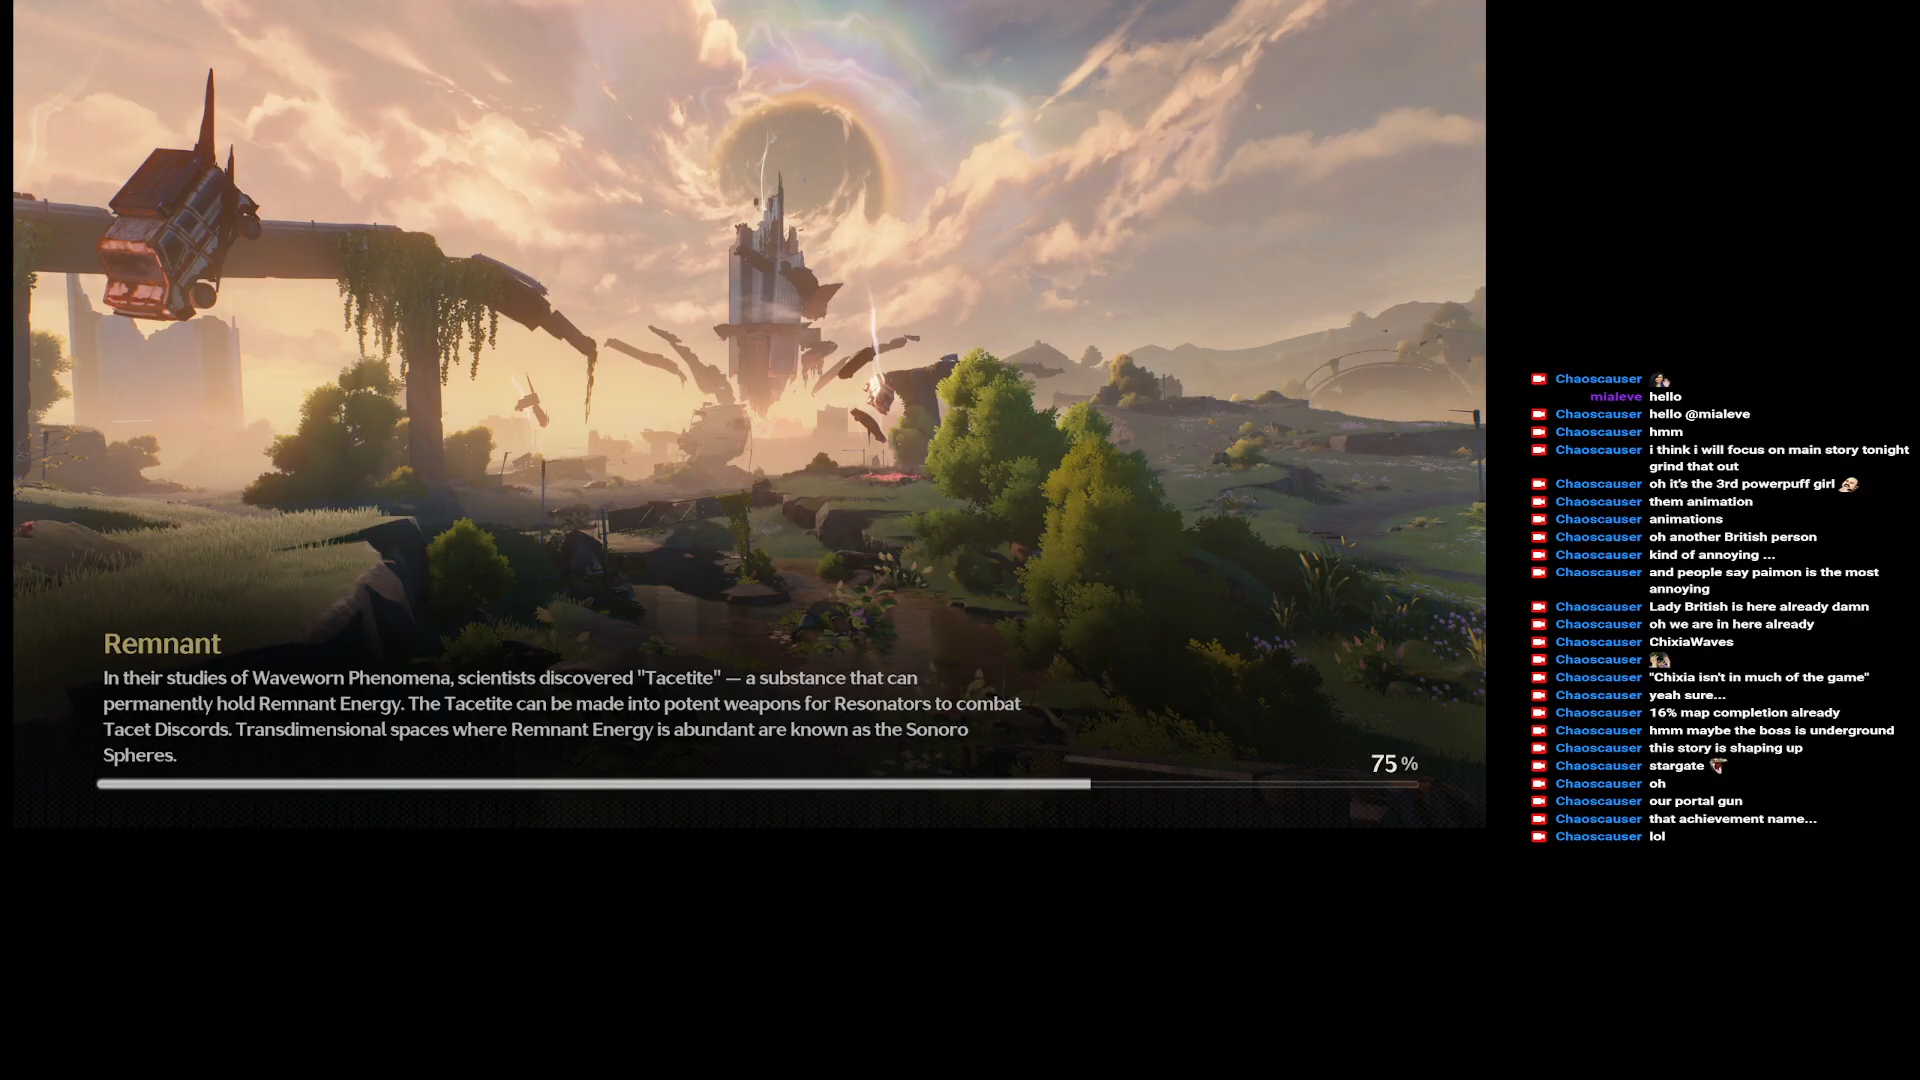 Remnant
In their studies of Waveworn Phenomena, scientists discovered "Tacetite" — a substance that can
permanently hold Remnant Energy. The Tacetite can be made into potent weapons for Resonators to combat
Tacet Discords. Transdimensional spaces where Remnant Energy is abundant are known as the Sonoro
Spheres.
75 %
Chaoscauser
mialeve hello
Chaoscauser hello @mialeve
Chaoscauser hmm
Chaoscauser i think i will focus on main story tonight
grind that out
Chaoscauser oh it's the 3rd powerpuff girl
Chaoscauser them animation
Chaoscauser animations
Chaoscauser oh another British person
Chaoscauser kind of annoying ...
Chaoscauser and people say paimon is the most
annoying
Chaoscauser Lady British is here already damn
Chaoscauser oh we are in here already
Chaoscauser ChixiaWaves
Chaoscauser
Chaoscauser "Chixia isn't in much of the game"
Chaoscauser yeah sure...
Chaoscauser 16% map completion already
Chaoscauser hmm maybe the boss is underground
Chaoscauser this story is shaping up
Chaoscauser stargate
Chaoscauser oh
Chaoscauser our portal gun
Chaoscauser that achievement name...
Chaoscauser lol